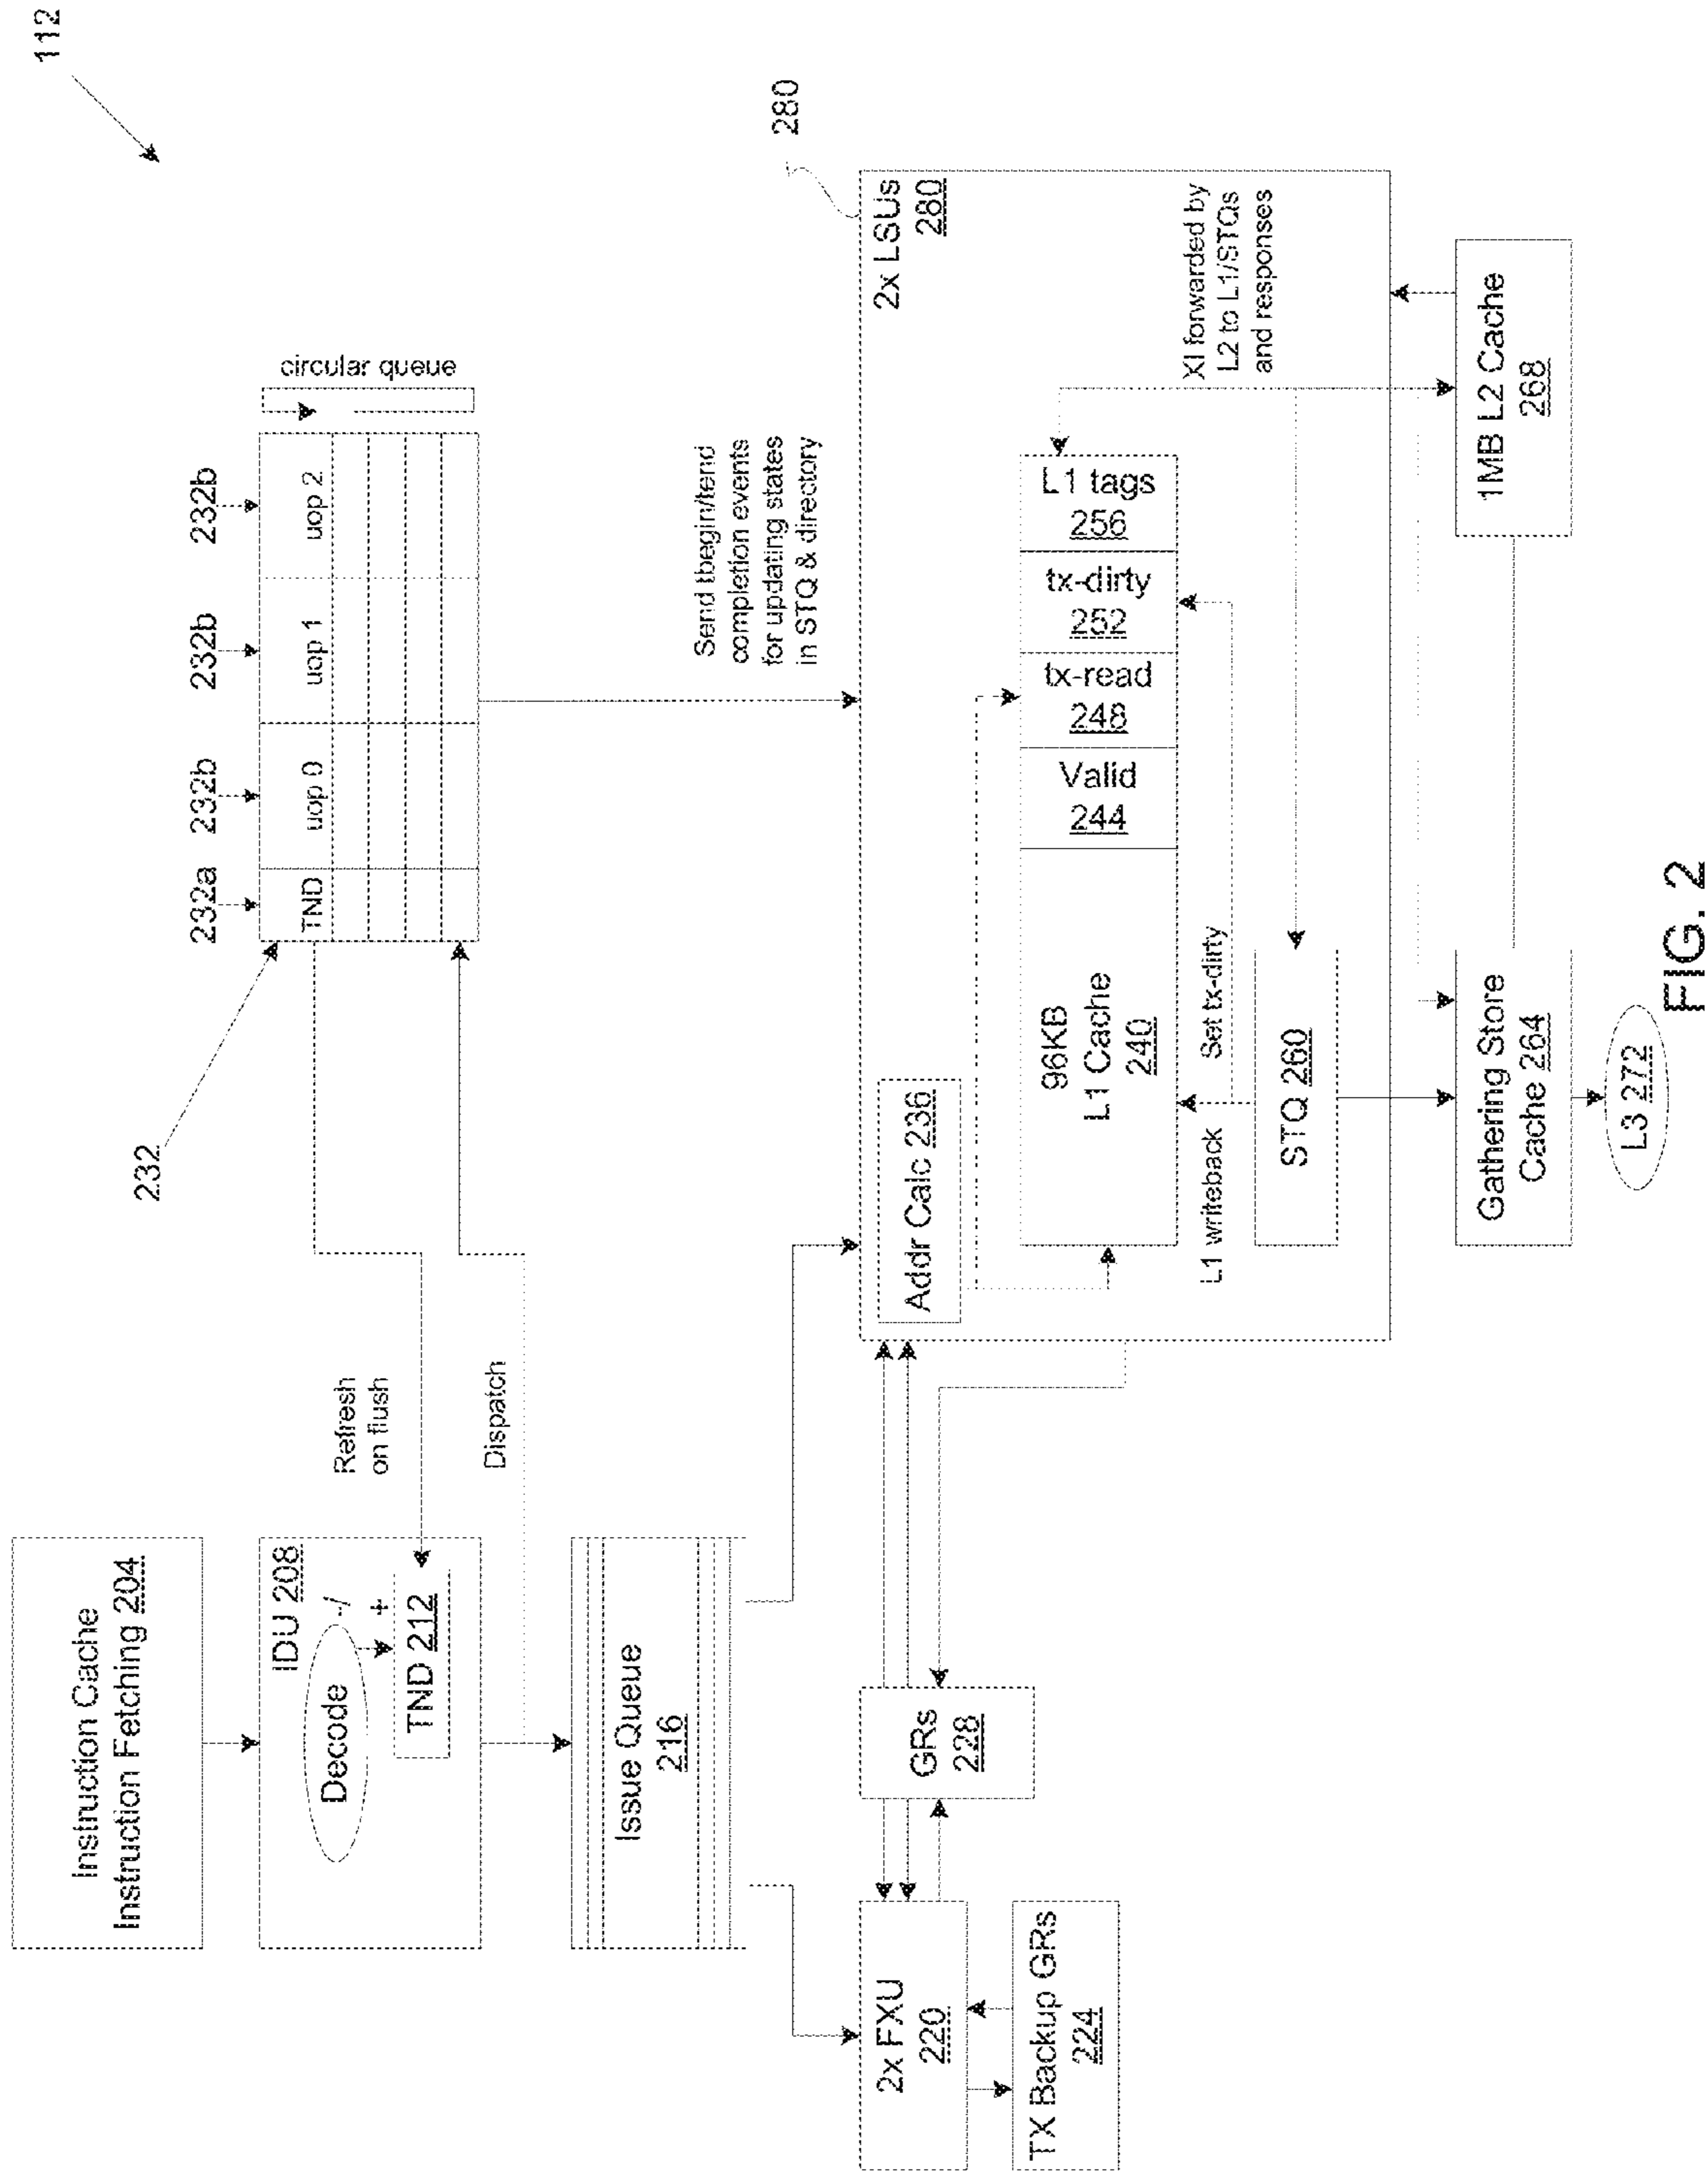 112
Instruction Cache
Instruction Fetching 204
IDU 208
Decode
-/
+
TND 212
Refresh
on flush
Dispatch
232
232a
232b
232b
232b
TND
uop 0
uop 1
uop 2
circular queue
Issue Queue
216
Send tbegin/tend
completion events
for updating states
in STQ & directory
280
2x FXU
220
TX Backup GRs
224
GRs
228
2x LSUs
280
Addr Calc 236
96KB
L1 Cache
240
Valid
244
tx-read
248
tx-dirty
252
L1 tags
256
L1 writeback
Set tx-dirty
XI forwarded by
L2 to L1/STQs
and responses
STQ 260
Gathering Store
Cache 264
1MB L2 Cache
268
L3 272
FIG. 2